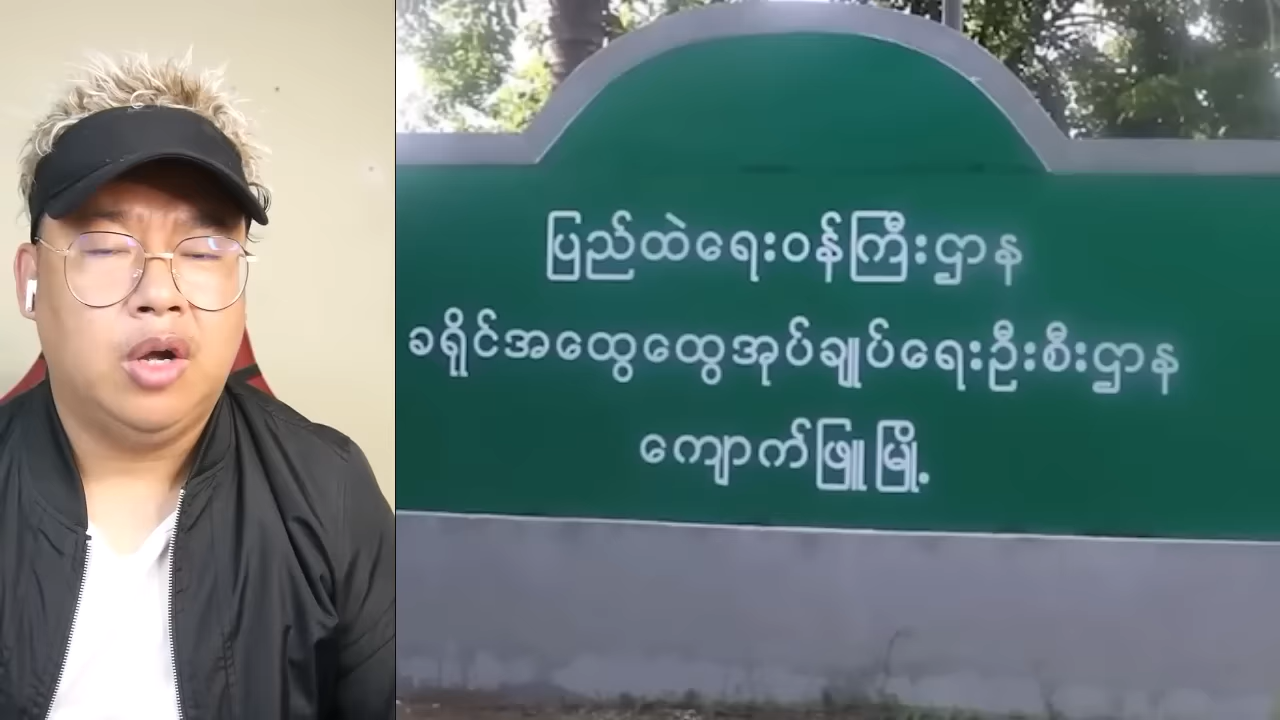 ပြည်ထဲရေးဝန်ကြီးဌာန
ခရိုင်အထွေထွေအုပ်ချုပ်ရေးဦးစီးဌာန
ကျောက်ဖြူမြို့